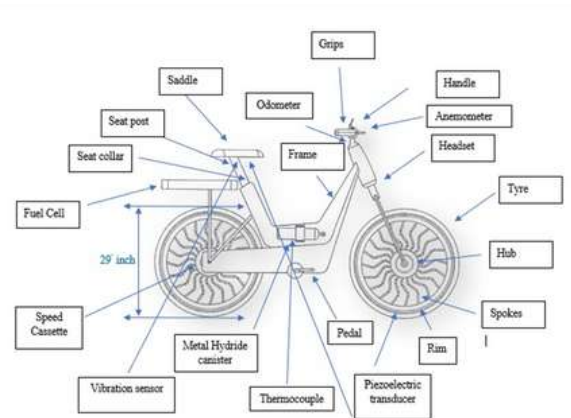 Grips
Saddle
Handle
Odometer
Anemometer
Seat post
Headset
Seat collar
Frame
Tyre
Fuel Cell
Hub
29' inch
Speed
Cassette
Spokes
Metal Hydride
canister
Pedal
Rim
Vibration sensor
Thermocouple
Piezoelectric
transducer